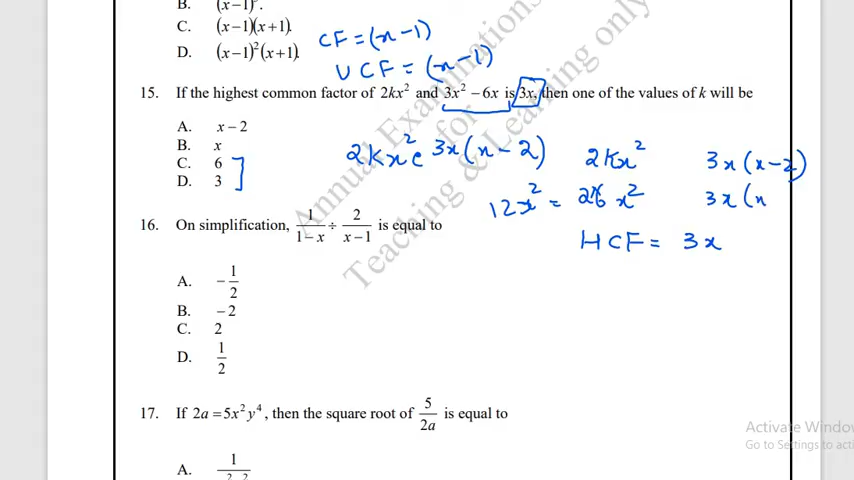 B. (x−1)².
C. (x−1)(x+1).
D. (x−1)²(x+1).
CF = (x−1)
UCF = (x−1)
15. If the highest common factor of 2kx² and 3x² −6x is 3x, then one of the values of k will be
A. x−2
B. x
C. 6
D. 3
2kx² 3x(x−2)
2kx² 3x(x−2)
12x² = 2x6 x² 3x(x
HCF = 3x
16. On simplification, 1/(1−x) ÷ 2/(x−1) is equal to
A. −1/2
B. −2
C. 2
D. 1/2
17. If 2a = 5x²y⁴, then the square root of 5/2a is equal to
A. 1
Annual Examinations
for
Teaching & Learning only
Activate Window
Go to Settings to acti